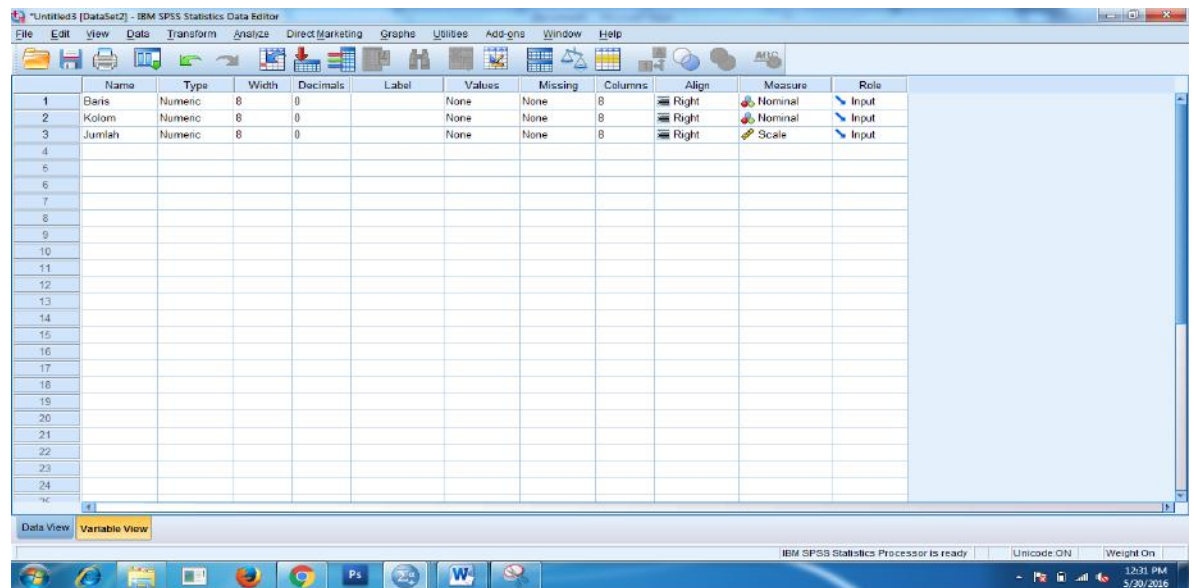 *Untitled3 [DataSet2] - IBM SPSS Statistics Data Editor
File Edit View Data Transform Analyze Direct Marketing Graphs Utilities Add-ons Window Help
Name Type Width Decimals Label Values Missing Columns Align Measure Role
1 Baris Numeric 8 0 None None 8 Right Nominal Input
2 Kolom Numeric 8 0 None None 8 Right Nominal Input
3 Jumlah Numeric 8 0 None None 8 Right Scale Input
4
5
6
7
8
9
10
11
12
13
14
15
16
17
18
19
20
21
22
23
24
Data View Variable View
IBM SPSS Statistics Processor is ready Unicode:ON Weight On
Ps W 12:31 PM
5/30/2016